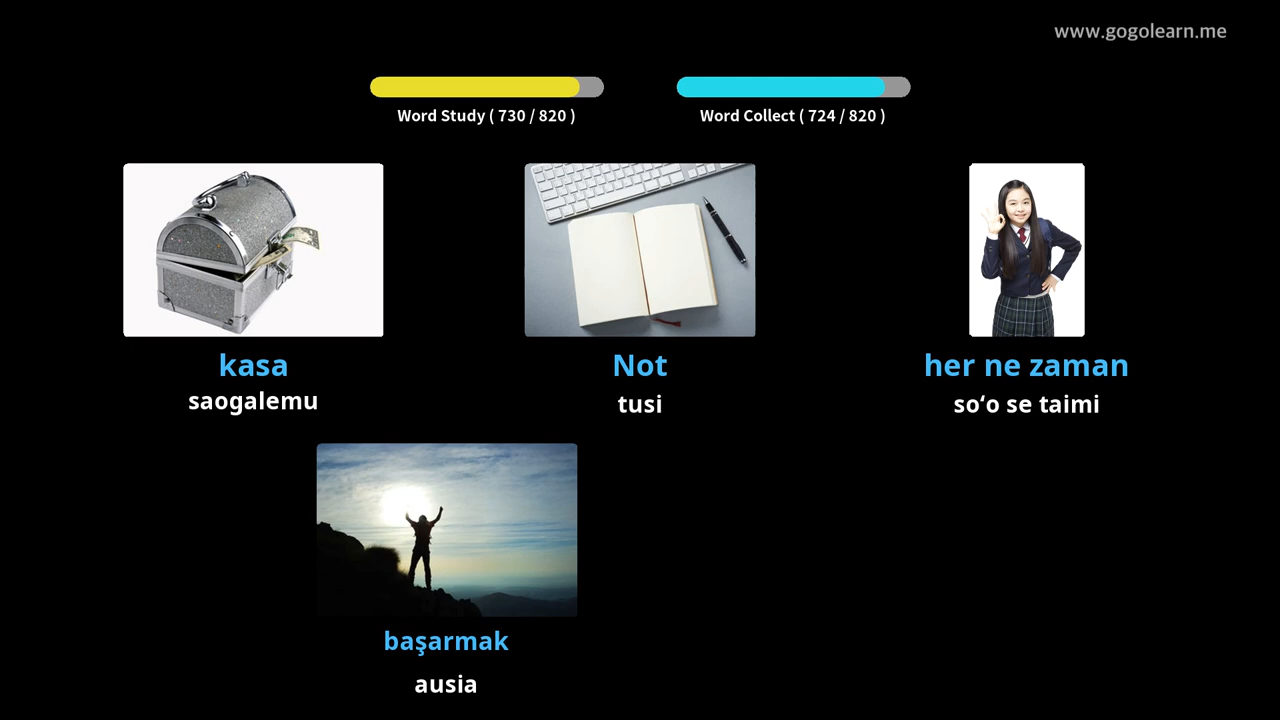 www.gogolearn.me
Word Study ( 730 / 820 )
Word Collect ( 724 / 820 )
kasa
saogalemu
Not
tusi
her ne zaman
soʻo se taimi
başarmak
ausia